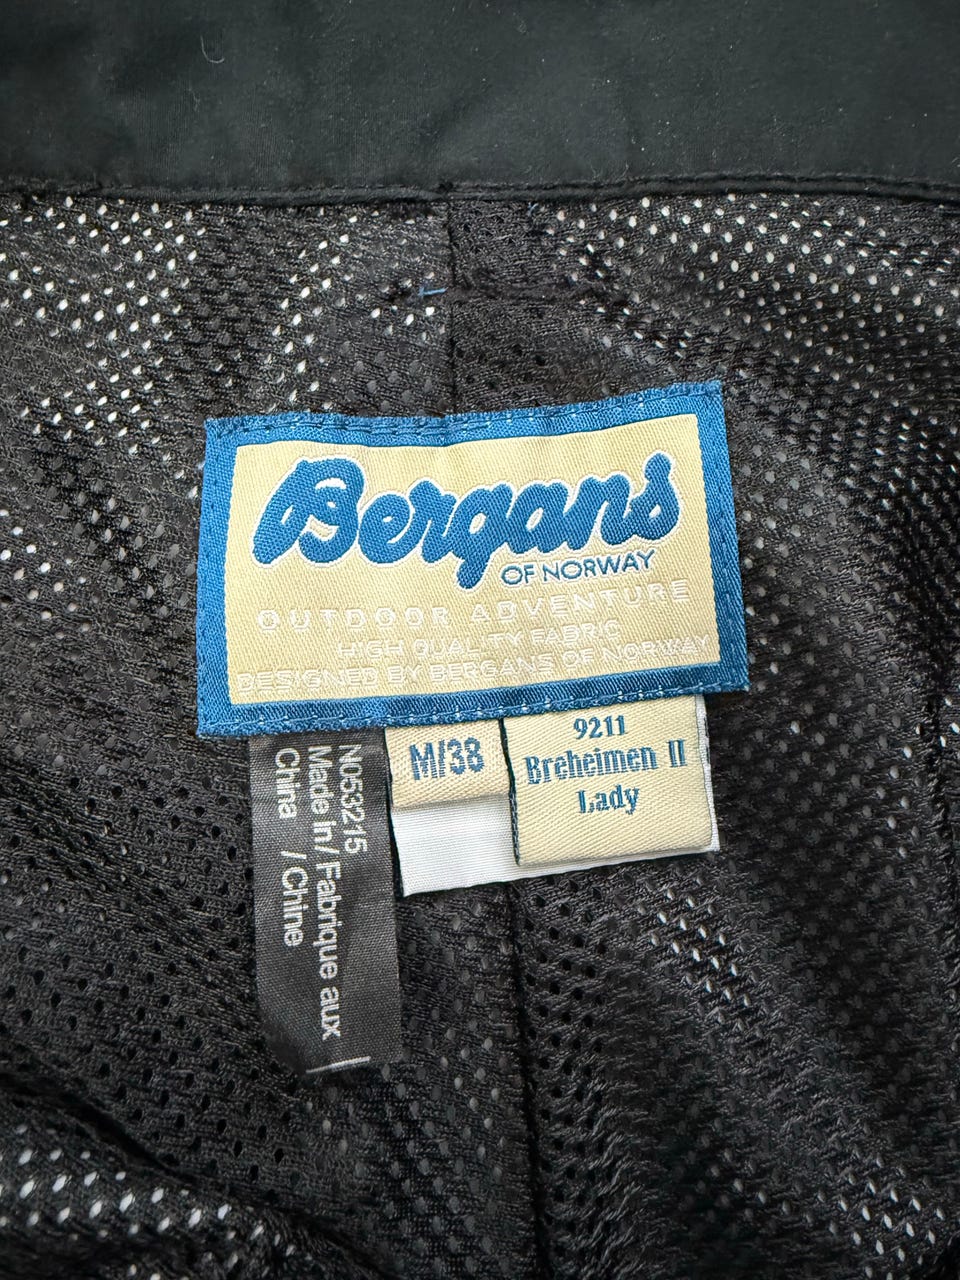 Bergans
OF NORWAY
OUTDOOR ADVENTURE
HIGH QUALITY FABRIC
DESIGNED BY BERGANS OF NORWAY
M/38
9211
Breheimen II
Lady
N053215
Made in/ Fabrique aux
China / Chine